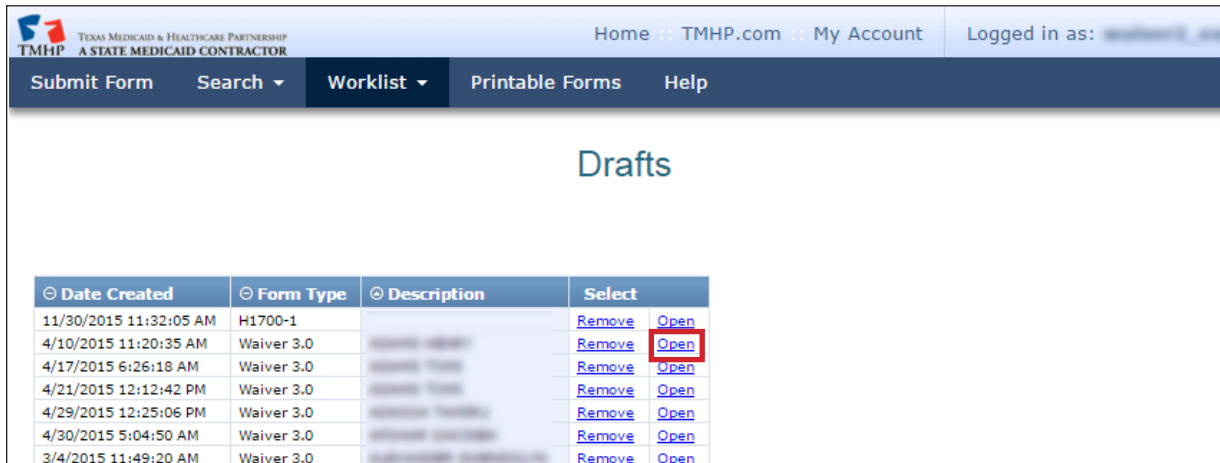 TMHP TEXAS MEDICAID & HEALTHCARE PARTNERSHIP
A STATE MEDICAID CONTRACTOR
Home :: TMHP.com :: My Account Logged in as:
Submit Form Search Worklist Printable Forms Help
Drafts
Date Created Form Type Description Select
11/30/2015 11:32:05 AM H1700-1 Remove Open
4/10/2015 11:20:35 AM Waiver 3.0 Remove Open
4/17/2015 6:26:18 AM Waiver 3.0 Remove Open
4/21/2015 12:12:42 PM Waiver 3.0 Remove Open
4/29/2015 12:25:06 PM Waiver 3.0 Remove Open
4/30/2015 5:04:50 AM Waiver 3.0 Remove Open
3/4/2015 11:49:20 AM Waiver 3.0 Remove Open